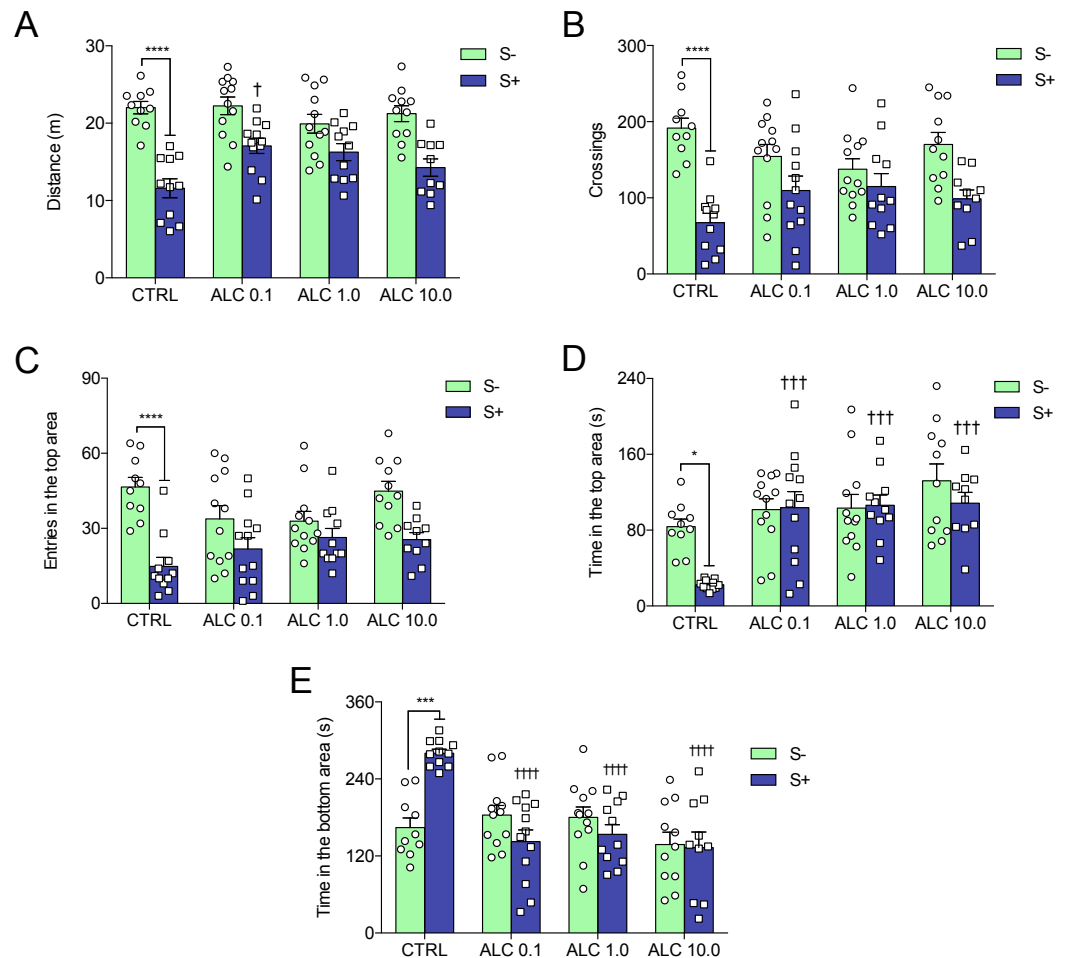 A
Distance (m)
30
20
10
0
****
†
S-
S+
CTRL
ALC 0.1
ALC 1.0
ALC 10.0
B
Crossings
300
200
100
0
****
S-
S+
CTRL
ALC 0.1
ALC 1.0
ALC 10.0
C
Entries in the top area
90
60
30
0
****
S-
S+
CTRL
ALC 0.1
ALC 1.0
ALC 10.0
D
Time in the top area (s)
240
160
80
0
*
†††
†††
†††
S-
S+
CTRL
ALC 0.1
ALC 1.0
ALC 10.0
E
Time in the bottom area (s)
360
240
120
0
***
††††
††††
††††
S-
S+
CTRL
ALC 0.1
ALC 1.0
ALC 10.0